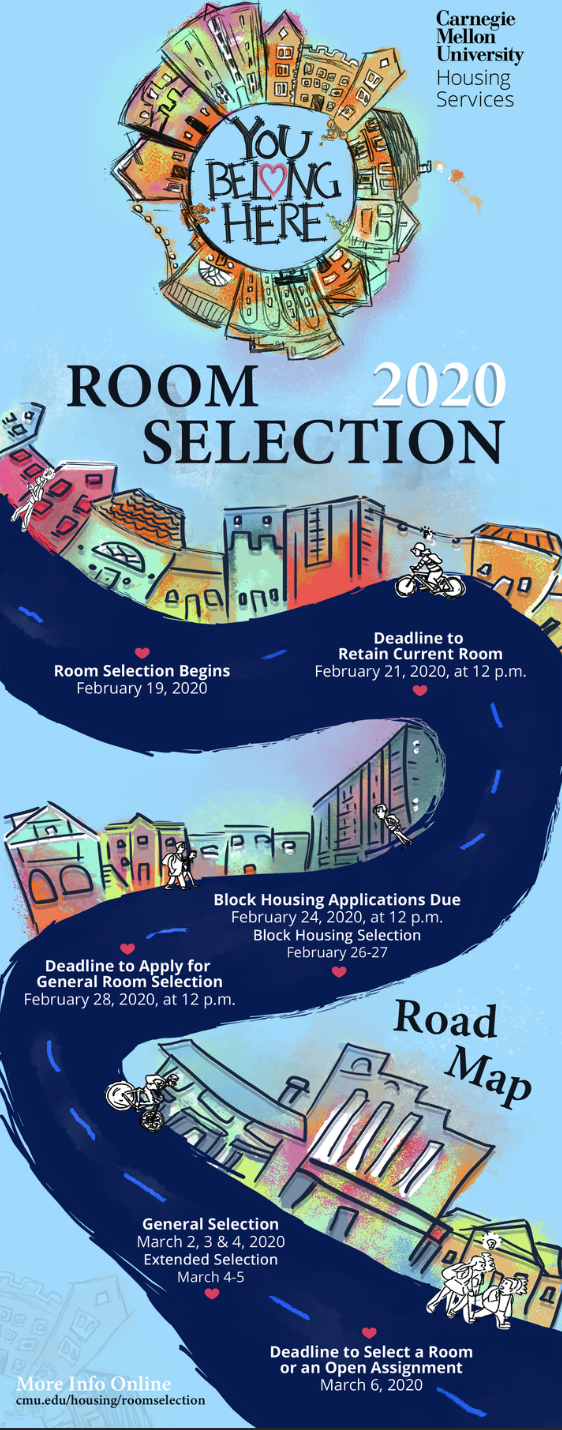 Carnegie
Mellon
University
Housing
Services
YOU
BELONG
HERE
ROOM 2020
SELECTION
Room Selection Begins
February 19, 2020
Deadline to
Retain Current Room
February 21, 2020, at 12 p.m.
Block Housing Applications Due
February 24, 2020, at 12 p.m.
Block Housing Selection
February 26-27
Deadline to Apply for
General Room Selection
February 28, 2020, at 12 p.m.
Road
Map
General Selection
March 2, 3 & 4, 2020
Extended Selection
March 4-5
Deadline to Select a Room
or an Open Assignment
March 6, 2020
More Info Online
cmu.edu/housing/roomselection